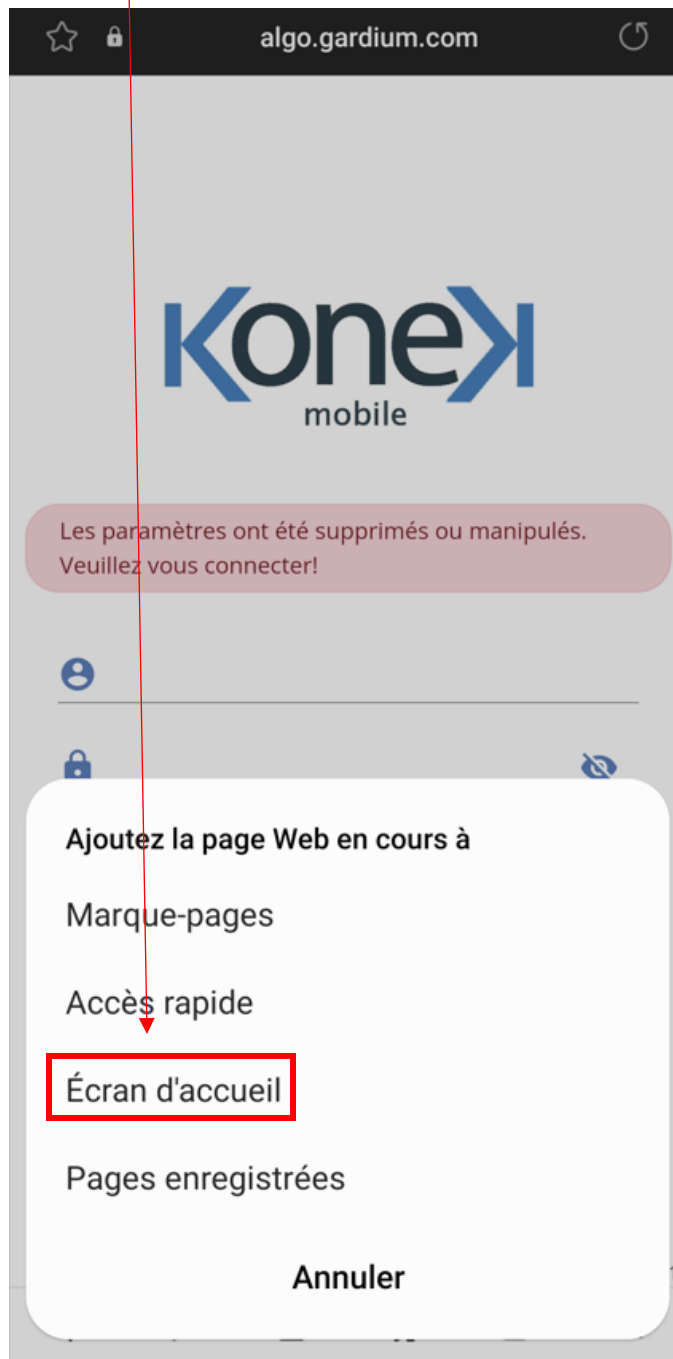 algo.gardium.com
Konek
mobile
Les paramètres ont été supprimés ou manipulés.
Veuillez vous connecter!
Ajoutez la page Web en cours à
Marque-pages
Accès rapide
Écran d'accueil
Pages enregistrées
Annuler